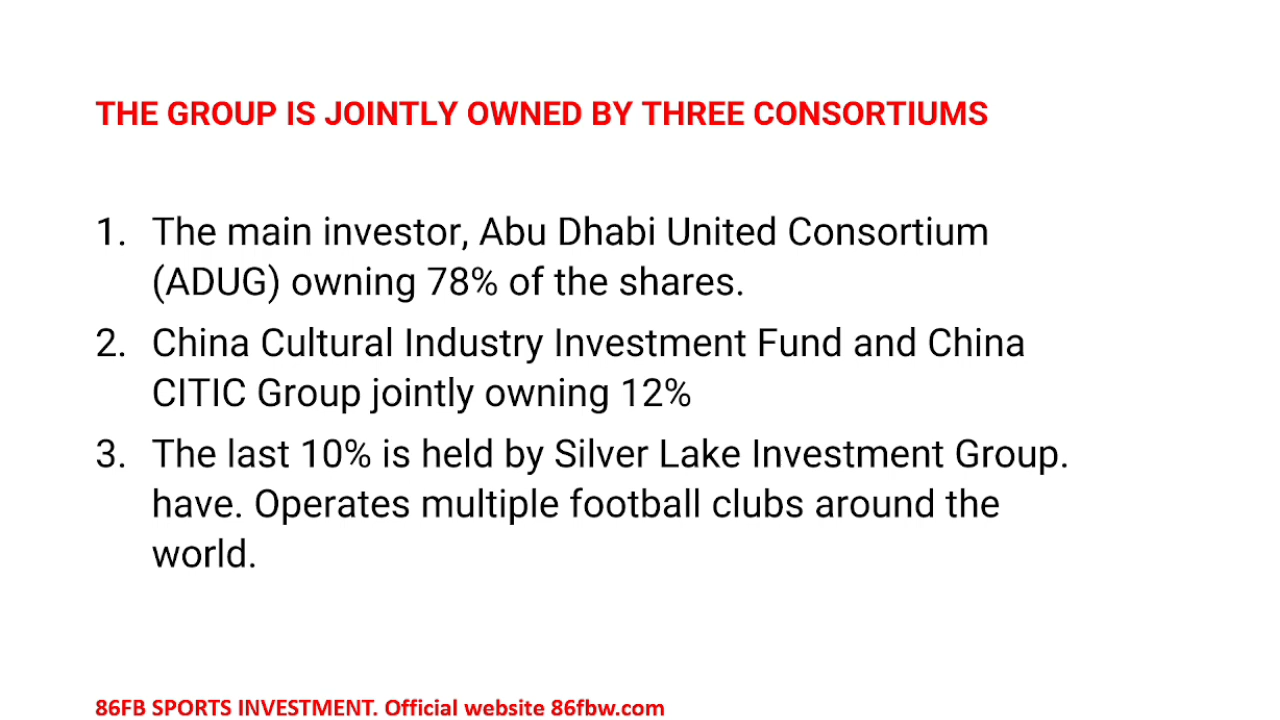 THE GROUP IS JOINTLY OWNED BY THREE CONSORTIUMS
1. The main investor, Abu Dhabi United Consortium
(ADUG) owning 78% of the shares.
2. China Cultural Industry Investment Fund and China
CITIC Group jointly owning 12%
3. The last 10% is held by Silver Lake Investment Group.
have. Operates multiple football clubs around the
world.
86FB SPORTS INVESTMENT. Official website 86fbw.com